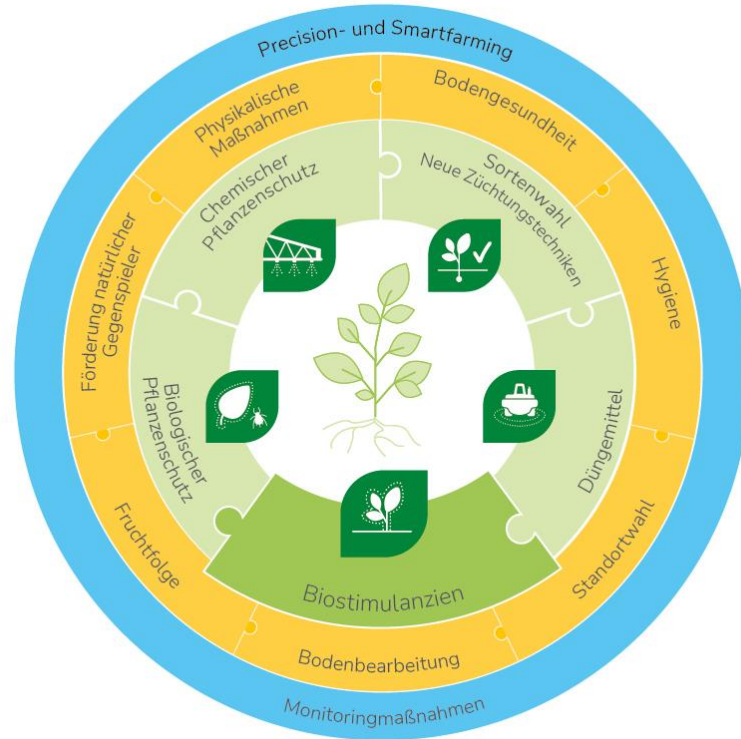 Precision- und Smartfarming
Physikalische
Maßnahmen
Bodengesundheit
Chemischer
Pflanzenschutz
Sortenwahl
Neue Züchtungstechniken
Förderung natürlicher
Gegenspieler
Hygiene
Biologischer
Pflanzenschutz
Düngemittel
Fruchtfolge
Standortwahl
Biostimulanzien
Bodenbearbeitung
Monitoringmaßnahmen